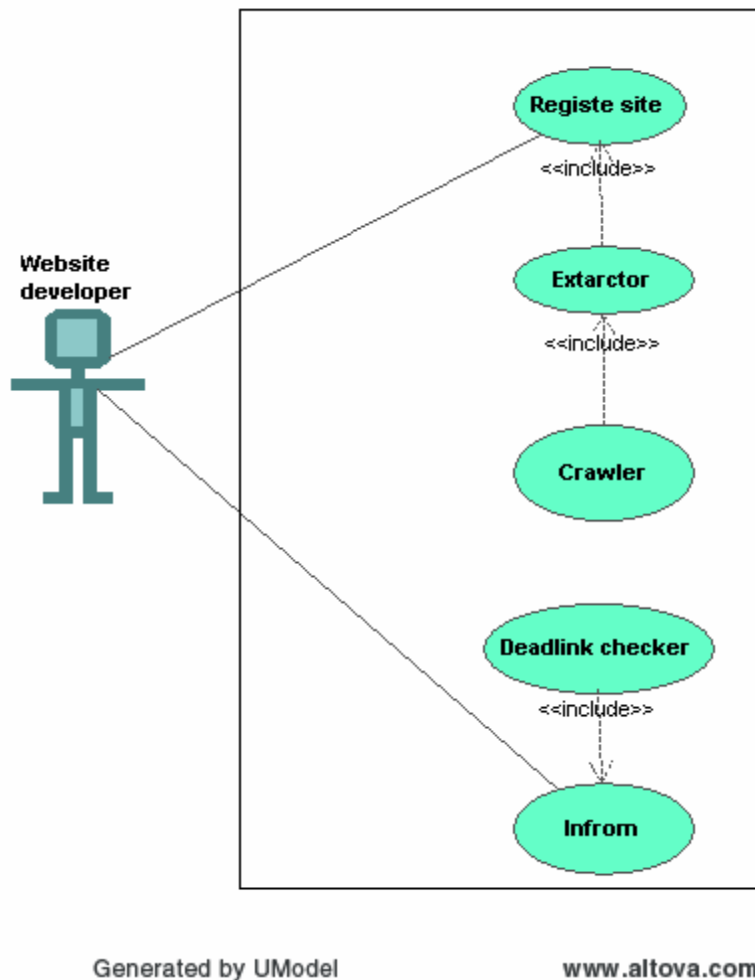 Registe site
<<include>>
Website
developer
Extarctor
<<include>>
Crawler
Deadlink checker
<<include>>
Infrom
Generated by UModel
www.altova.com